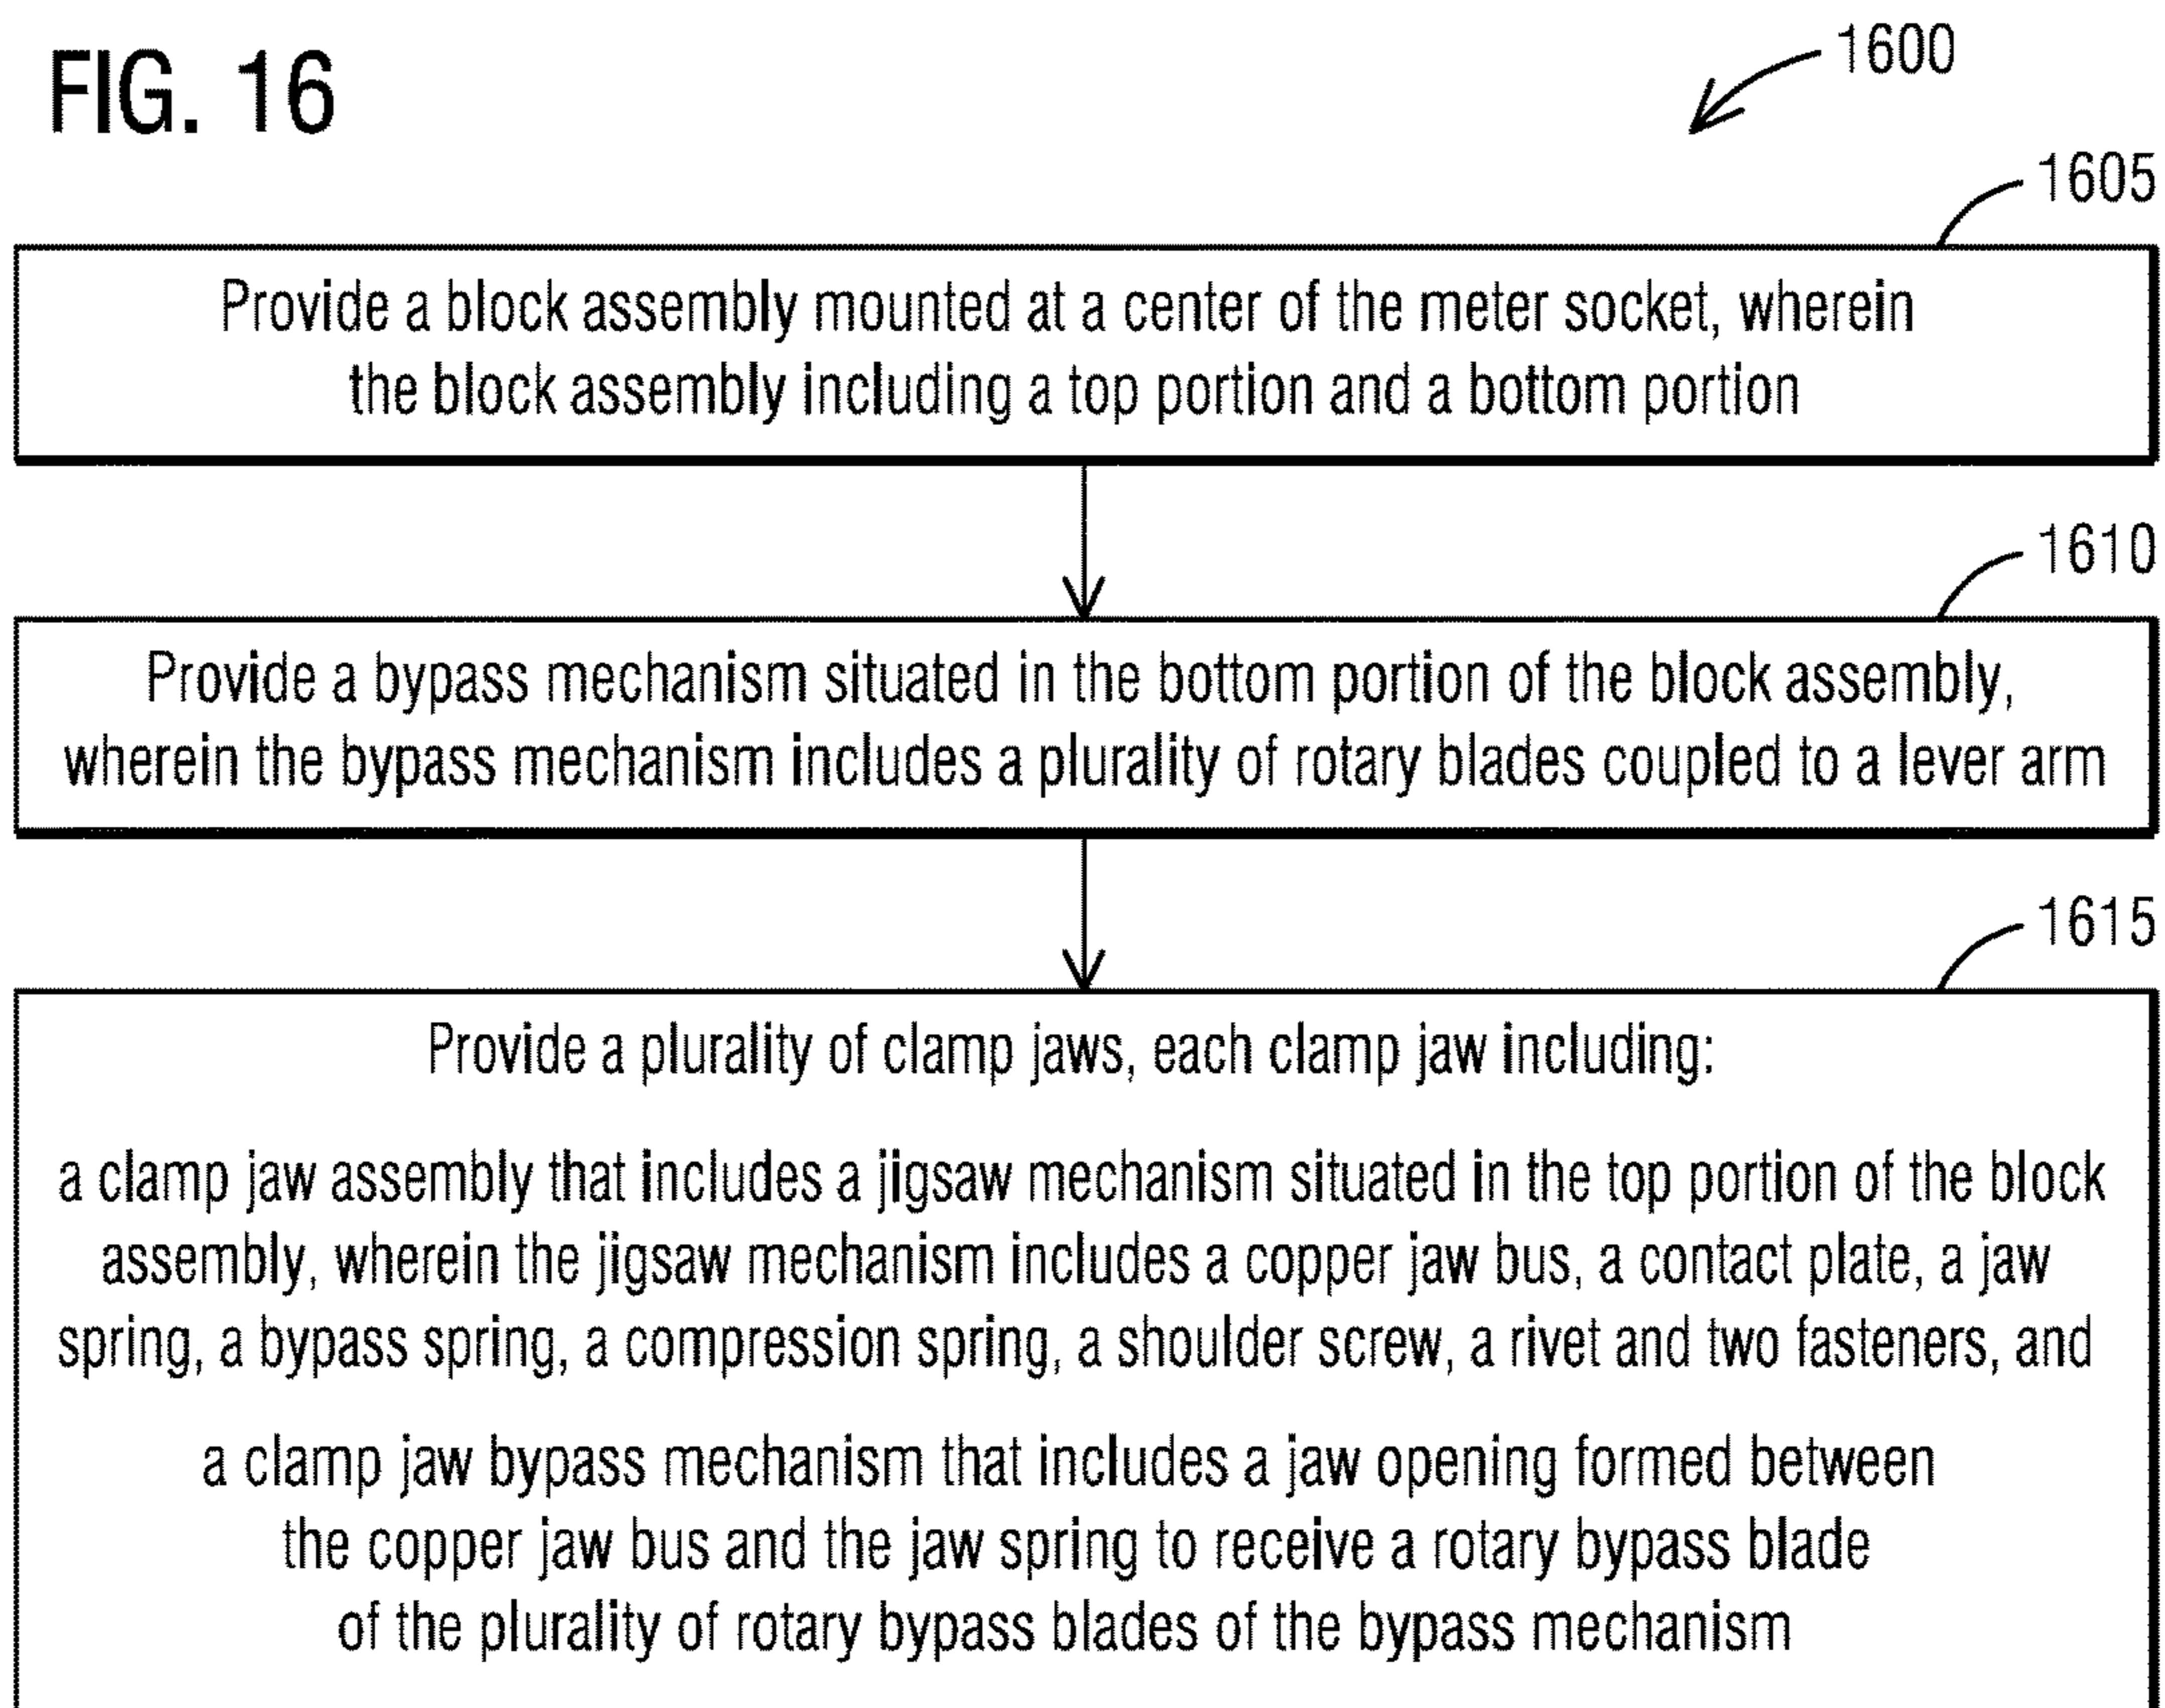 FIG. 16
1600
1605
Provide a block assembly mounted at a center of the meter socket, wherein
the block assembly including a top portion and a bottom portion
1610
Provide a bypass mechanism situated in the bottom portion of the block assembly,
wherein the bypass mechanism includes a plurality of rotary blades coupled to a lever arm
1615
Provide a plurality of clamp jaws, each clamp jaw including:
a clamp jaw assembly that includes a jigsaw mechanism situated in the top portion of the block
assembly, wherein the jigsaw mechanism includes a copper jaw bus, a contact plate, a jaw
spring, a bypass spring, a compression spring, a shoulder screw, a rivet and two fasteners, and
a clamp jaw bypass mechanism that includes a jaw opening formed between
the copper jaw bus and the jaw spring to receive a rotary bypass blade
of the plurality of rotary bypass blades of the bypass mechanism